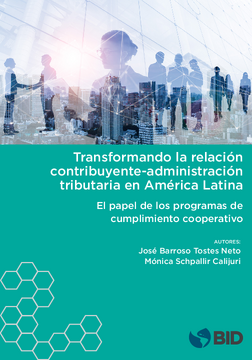 Transformando la relación
contribuyente-administración
tributaria en América Latina
El papel de los programas de
cumplimiento cooperativo
AUTORES:
José Barroso Tostes Neto
Mónica Schpallir Calijuri
BID